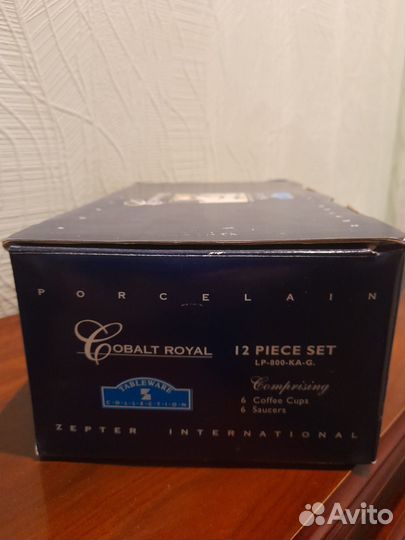 PORCELAIN
COBALT ROYAL
12 PIECE SET
LP-800-KA-G.
TABLEWARE
COLLECTION
Comprising
6 Coffee Cups
6 Saucers
ZEPTER INTERNATIONAL
Avito